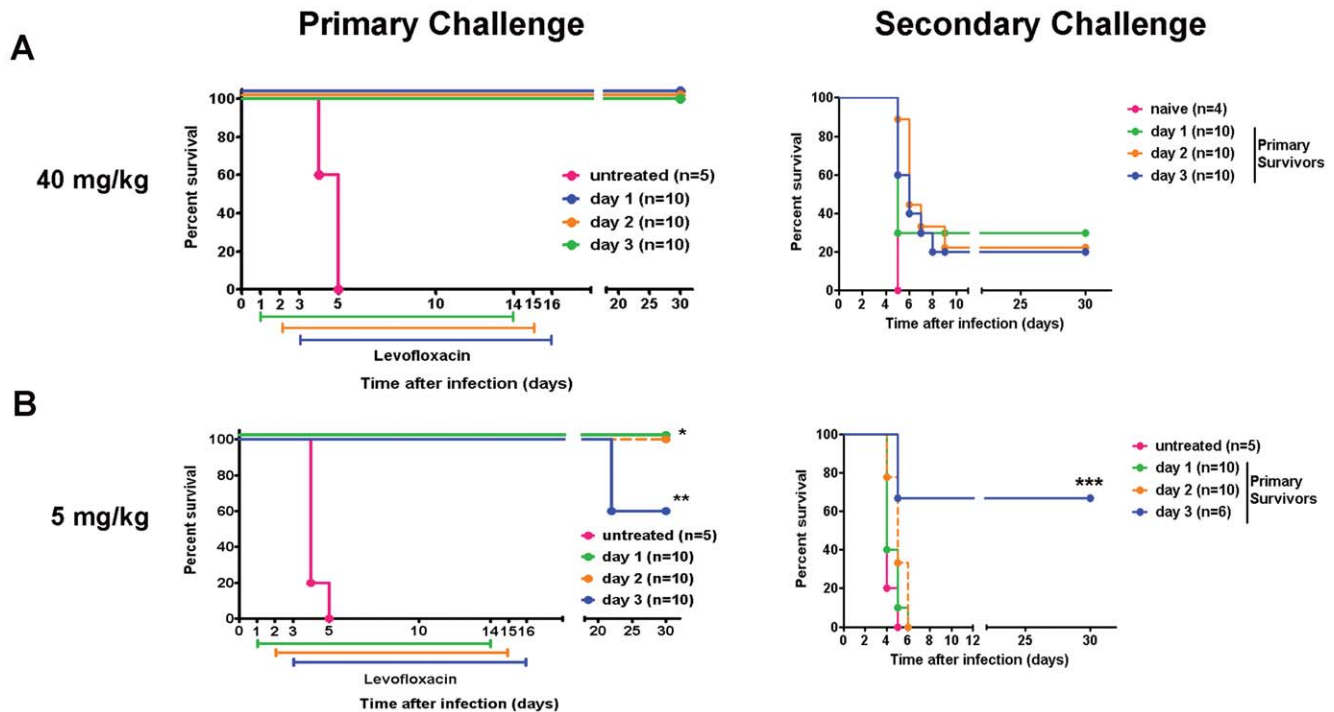 Primary Challenge
Secondary Challenge
A
40 mg/kg
Percent survival
100
80
60
40
20
0
0 1 2 3 5 10 14 15 16 20 25 30
untreated (n=5)
day 1 (n=10)
day 2 (n=10)
day 3 (n=10)
Levofloxacin
Time after infection (days)
Percent survival
100
80
60
40
20
0
0 2 4 6 8 10 25 30
Time after infection (days)
naive (n=4)
day 1 (n=10)
day 2 (n=10)
day 3 (n=10)
Primary
Survivors
B
5 mg/kg
Percent survival
100
80
60
40
20
0
0 1 2 3 5 10 14 15 16 20 25 30
*
**
untreated (n=5)
day 1 (n=10)
day 2 (n=10)
day 3 (n=10)
Levofloxacin
Time after infection (days)
Percent survival
100
80
60
40
20
0
0 2 4 6 8 10 12 25 30
Time after infection (days)
***
untreated (n=5)
day 1 (n=10)
day 2 (n=10)
day 3 (n=6)
Primary
Survivors